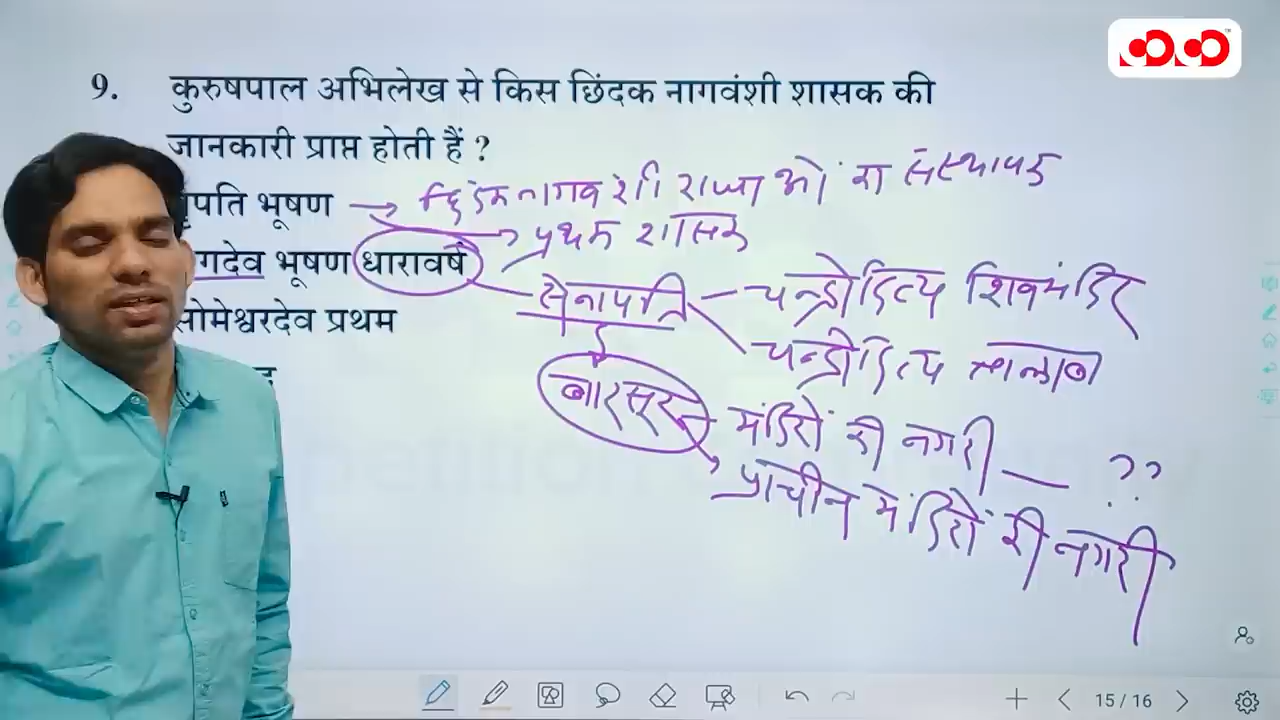 9. कुरुषपाल अभिलेख से किस छिंदक नागवंशी शासक की
जानकारी प्राप्त होती हैं ?
पति भूषण → छिंदक नागवंशी राजाओं का संस्थापक
→ प्रथम शासक
गदेव भूषण धारावर्ष
सेनापति - चन्द्रोदित्य शिवमंदिर
सोमेश्वरदेव प्रथम
चन्द्रोदित्य तालाब
बारसूर
मंदिरों की नगरी — ??
प्राचीन मंदिरों की नगरी
15 / 16